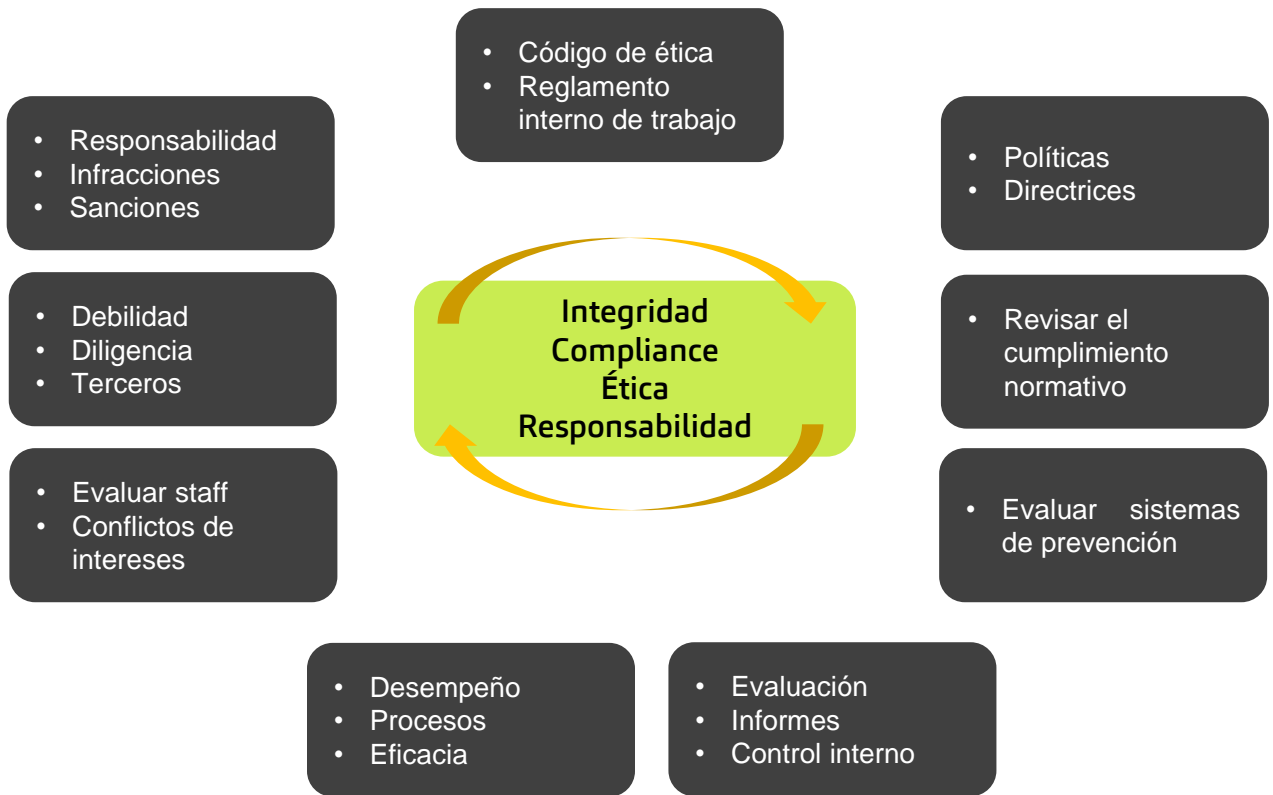 • Código de ética
• Reglamento
interno de trabajo
• Responsabilidad
• Infracciones
• Sanciones
• Políticas
• Directrices
Integridad
Compliance
Ética
Responsabilidad
• Debilidad
• Diligencia
• Terceros
• Revisar el
cumplimiento
normativo
• Evaluar staff
• Conflictos de
intereses
• Evaluar sistemas
de prevención
• Desempeño
• Procesos
• Eficacia
• Evaluación
• Informes
• Control interno